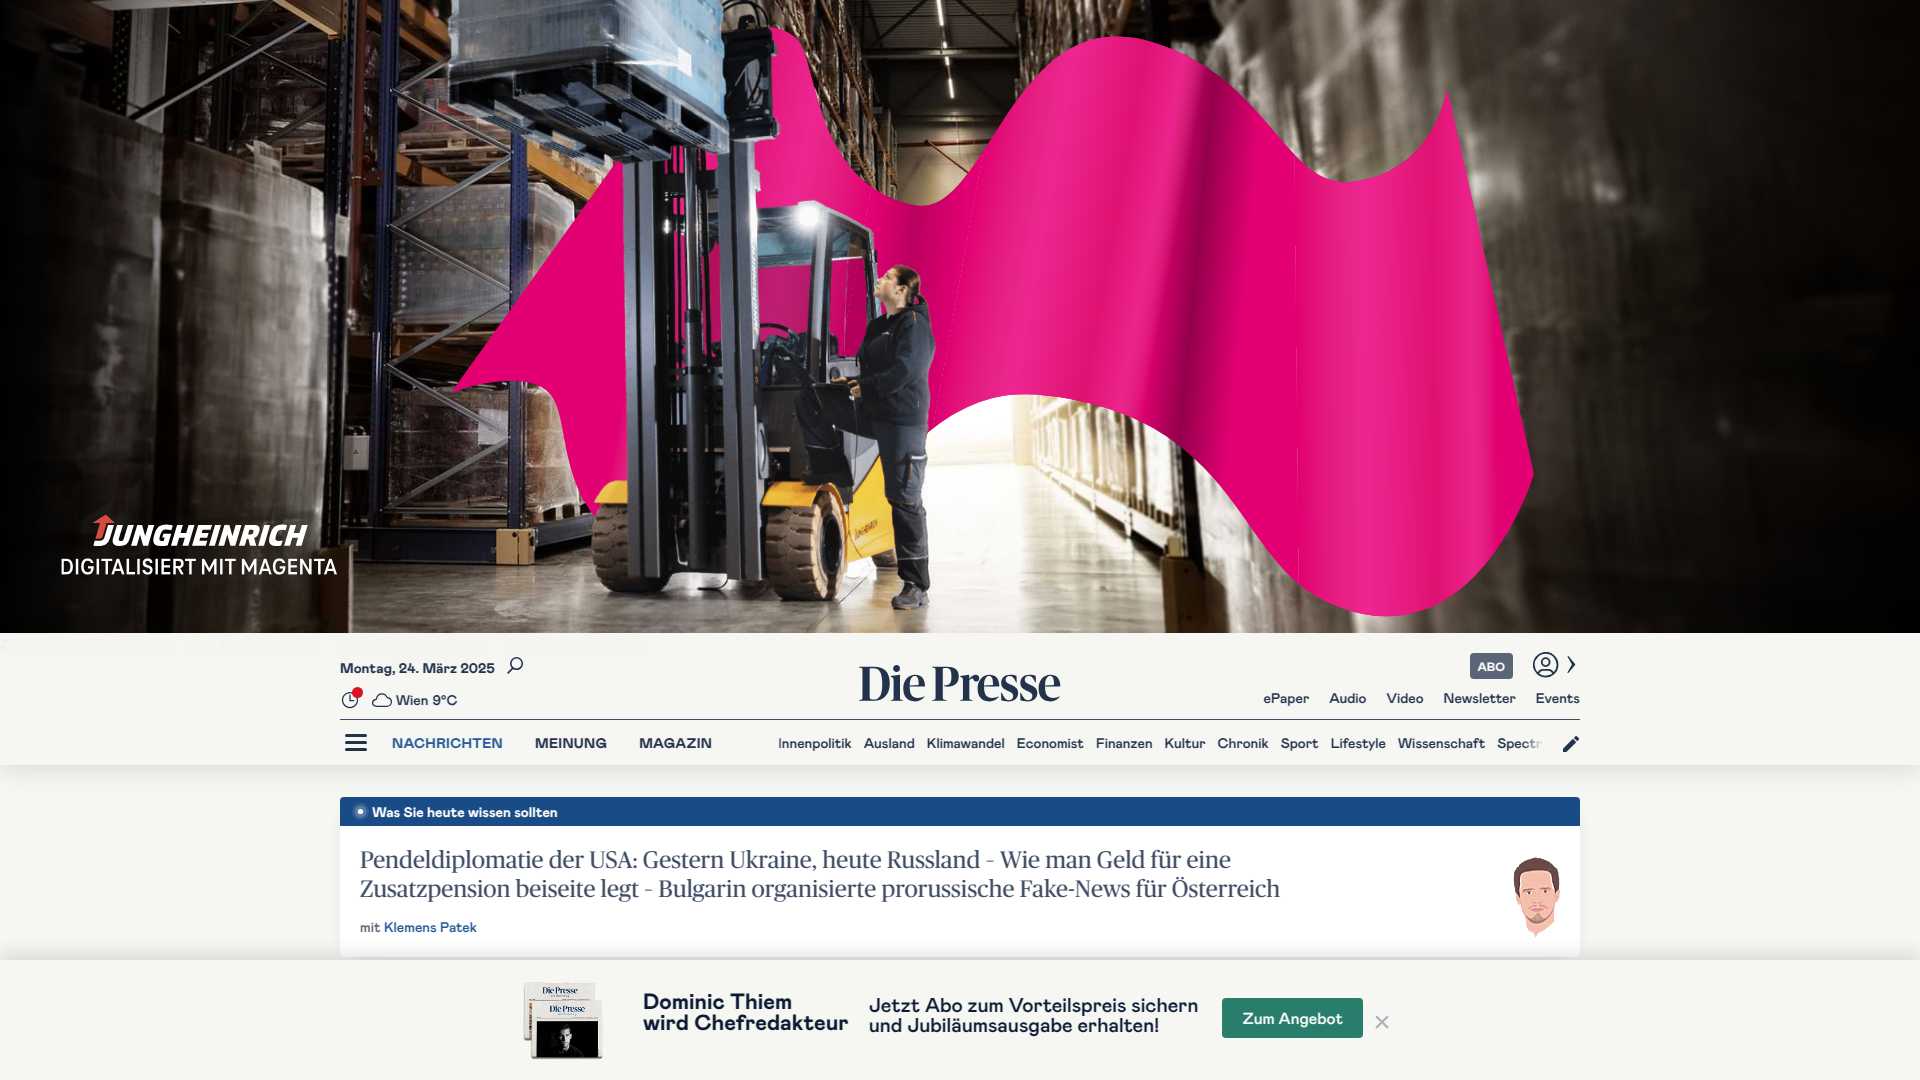 JUNGHEINRICH
DIGITALISIERT MIT MAGENTA
Montag, 24. März 2025
Wien 9°C
Die Presse
ABO
ePaper Audio Video Newsletter Events
NACHRICHTEN MEINUNG MAGAZIN Innenpolitik Ausland Klimawandel Economist Finanzen Kultur Chronik Sport Lifestyle Wissenschaft Spectr
Was Sie heute wissen sollten
Pendeldiplomatie der USA: Gestern Ukraine, heute Russland – Wie man Geld für eine
Zusatzpension beiseite legt – Bulgarin organisierte prorussische Fake-News für Österreich
mit Klemens Patek
Die Presse
Die Presse
Dominic Thiem
wird Chefredakteur
Jetzt Abo zum Vorteilspreis sichern
und Jubiläumsausgabe erhalten!
Zum Angebot